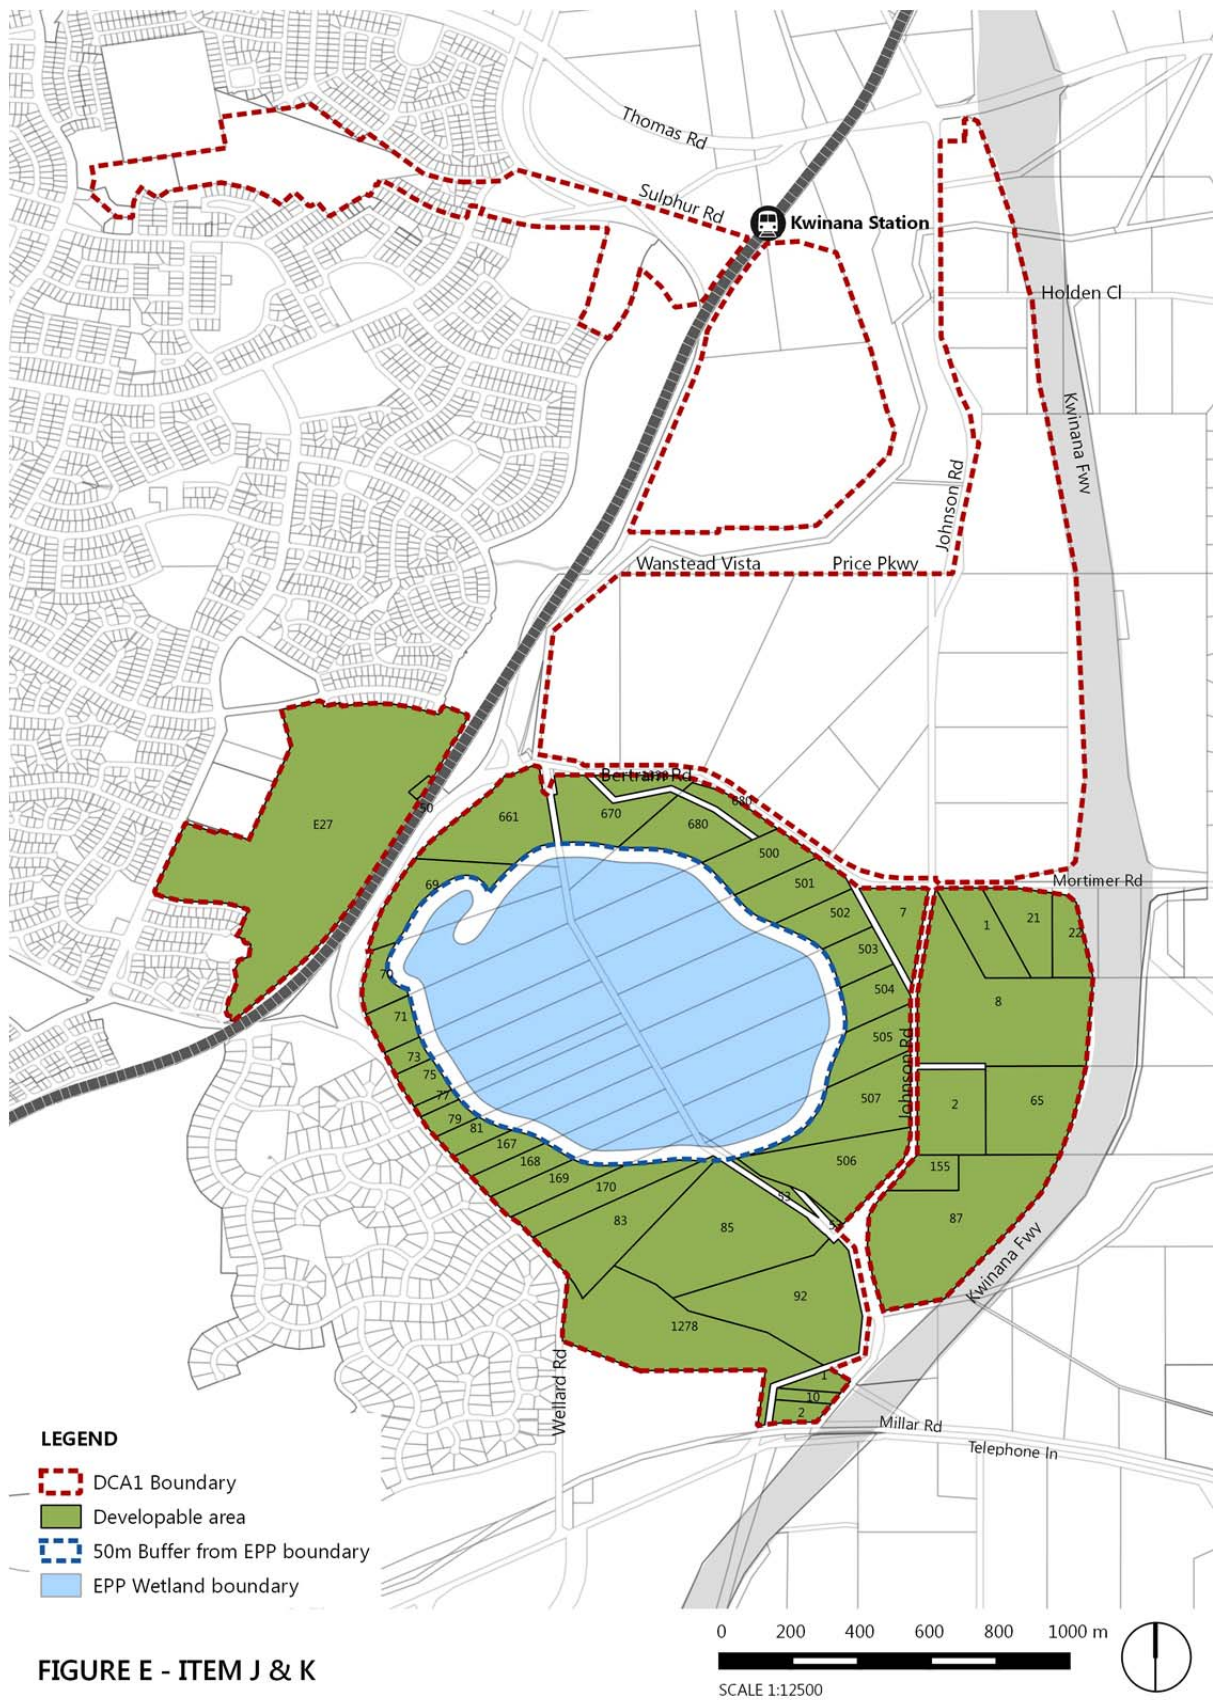 Thomas Rd
Sulphur Rd
Kwinana Station
Holden Cl
Kwinana Fwy
Johnson Rd
Wanstead Vista
Price Pkwy
Bertram Rd
E27
50
661
670
680
680
500
69
501
Mortimer Rd
502
7
1
21
22
503
70
504
8
71
505
Johnson Rd
73
75
77
507
2
65
79
81
167
168
506
155
169
170
53
83
85
87
Kwinana Fwy
92
1278
Wellard Rd
1
10
2
Millar Rd
Telephone ln
LEGEND
DCA1 Boundary
Developable area
50m Buffer from EPP boundary
EPP Wetland boundary
0 200 400 600 800 1000 m
SCALE 1:12500
FIGURE E - ITEM J & K